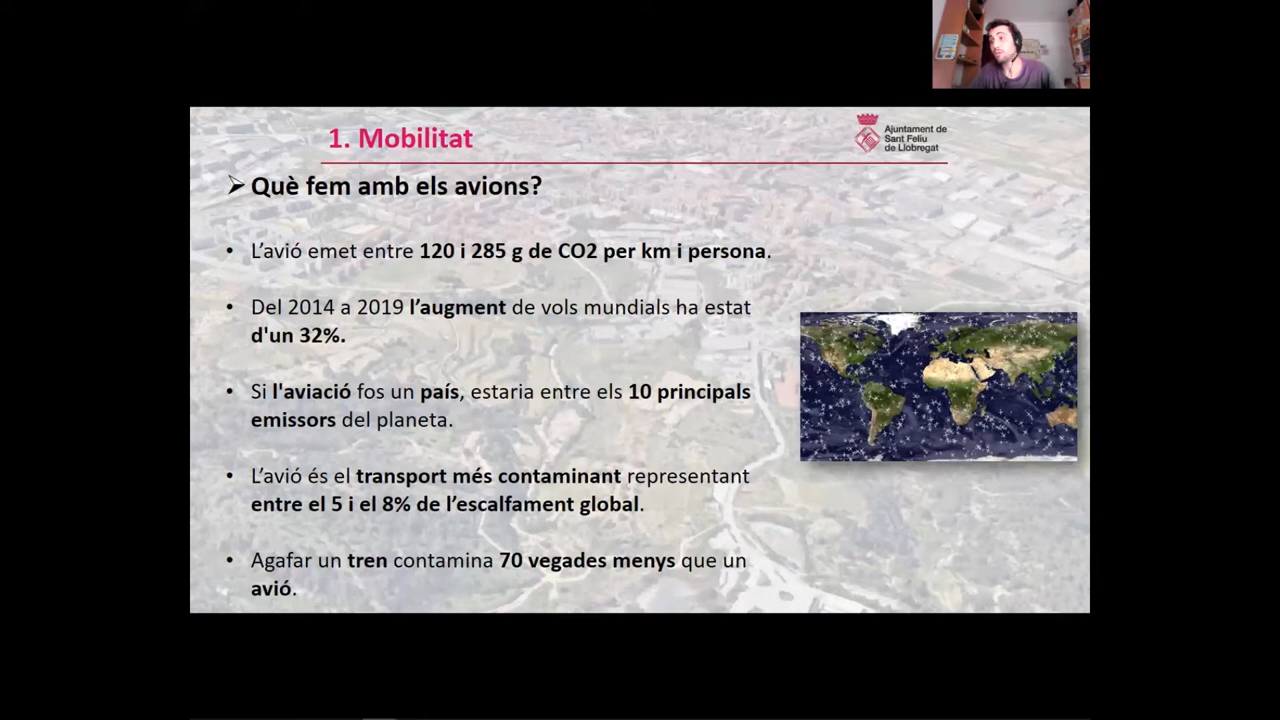 1. Mobilitat
Ajuntament de
Sant Feliu
de Llobregat
Què fem amb els avions?
L’avió emet entre 120 i 285 g de CO2 per km i persona.
Del 2014 a 2019 l’augment de vols mundials ha estat
d'un 32%.
Si l'aviació fos un país, estaria entre els 10 principals
emissors del planeta.
L’avió és el transport més contaminant representant
entre el 5 i el 8% de l’escalfament global.
Agafar un tren contamina 70 vegades menys que un
avió.